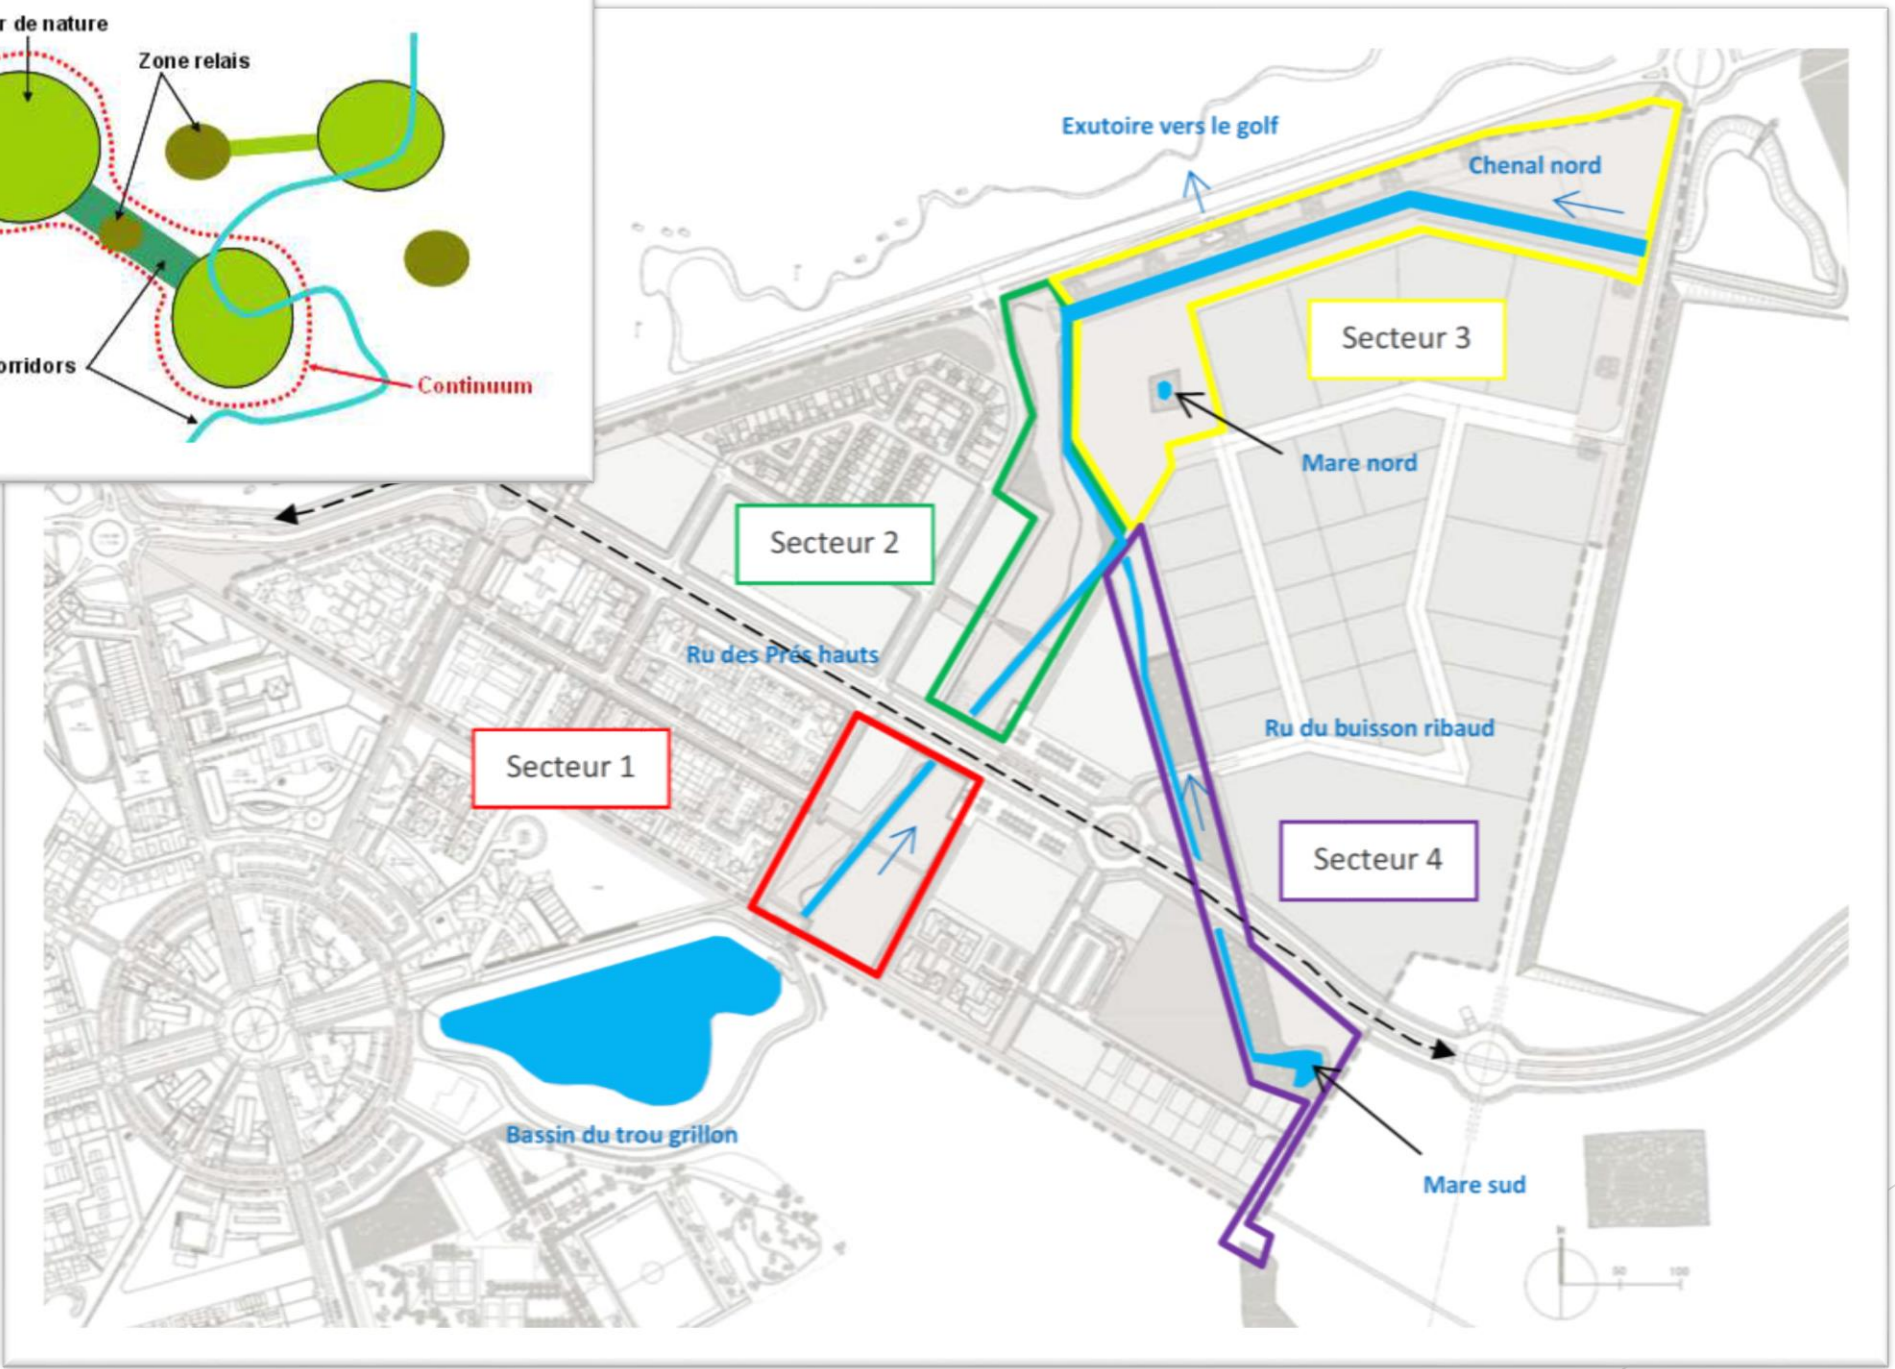 r de nature
Zone relais
orridors
Continuum
Exutoire vers le golf
Chenal nord
Secteur 3
Mare nord
Secteur 2
Ru des Prés hauts
Ru du buisson ribaud
Secteur 1
Secteur 4
Bassin du trou grillon
Mare sud
50
100